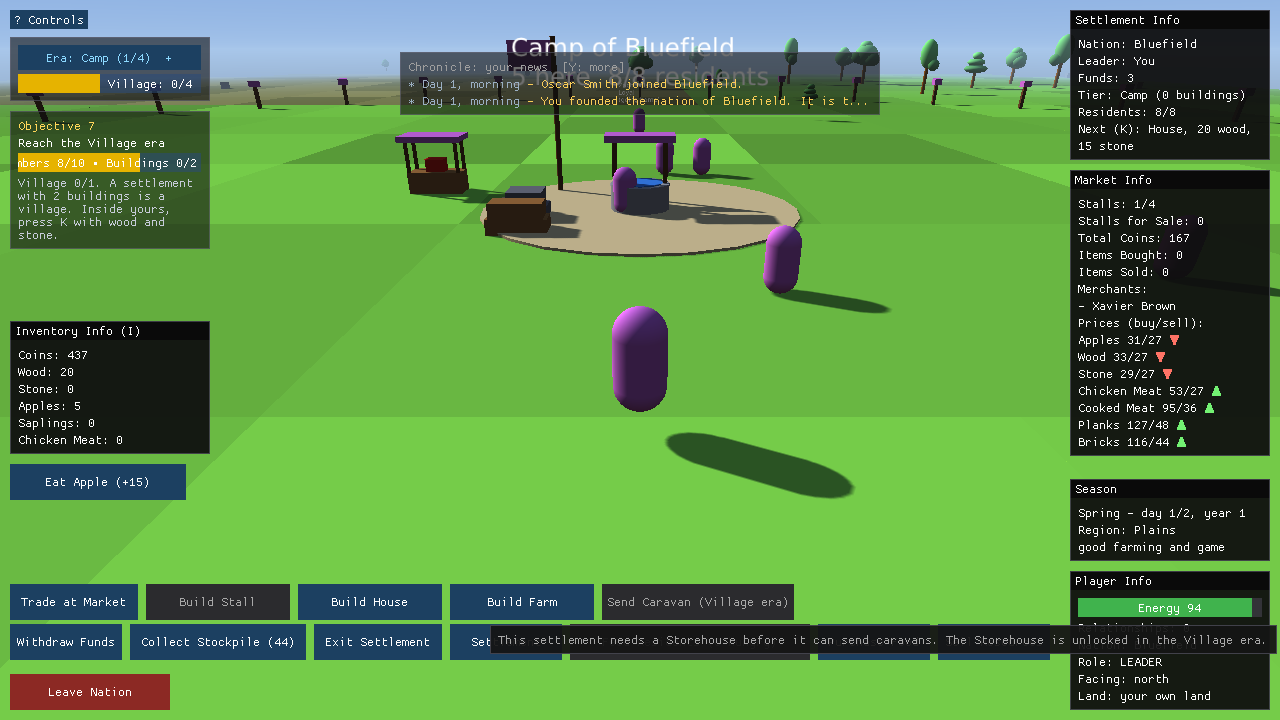 ? Controls
Era: Camp (1/4) +
Village: 0/4
Objective 7
Reach the Village era
mbers 8/10 • Buildings 0/2
Village 0/1. A settlement
with 2 buildings is a
village. Inside yours,
press K with wood and
stone.
Inventory Info (I)
Coins: 437
Wood: 20
Stone: 0
Apples: 5
Saplings: 0
Chicken Meat: 0
Eat Apple (+15)
Camp of Bluefield
Chronicle: your news [Y: more]
* Day 1, morning - Oscar Smith joined Bluefield.
* Day 1, morning - You founded the nation of Bluefield. It is t...
8/8 residents
Settlement Info
Nation: Bluefield
Leader: You
Funds: 3
Tier: Camp (0 buildings)
Residents: 8/8
Next (K): House, 20 wood,
15 stone
Market Info
Stalls: 1/4
Stalls for Sale: 0
Total Coins: 167
Items Bought: 0
Items Sold: 0
Merchants:
- Xavier Brown
Prices (buy/sell):
Apples 31/27 ▼
Wood 33/27 ▼
Stone 29/27 ▼
Chicken Meat 53/27 ▲
Cooked Meat 95/36 ▲
Planks 127/48 ▲
Bricks 116/44 ▲
Season
Spring - day 1/2, year 1
Region: Plains
good farming and game
Player Info
Energy 94
Role: LEADER
Facing: north
Land: your own land
Trade at Market
Build Stall
Build House
Build Farm
Send Caravan (Village era)
Withdraw Funds
Collect Stockpile (44)
Exit Settlement
Set
This settlement needs a Storehouse before it can send caravans. The Storehouse is unlocked in the Village era.
Leave Nation